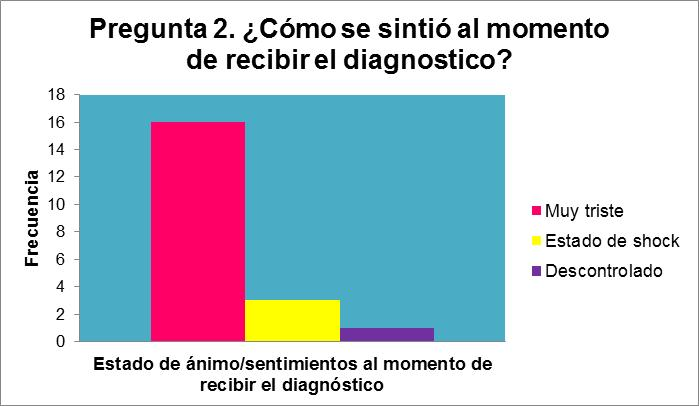 Pregunta 2. ¿Cómo se sintió al momento
de recibir el diagnostico?
18
16
14
12
10
8
6
4
2
0
Frecuencia
Muy triste
Estado de shock
Descontrolado
Estado de ánimo/sentimientos al momento de
recibir el diagnóstico